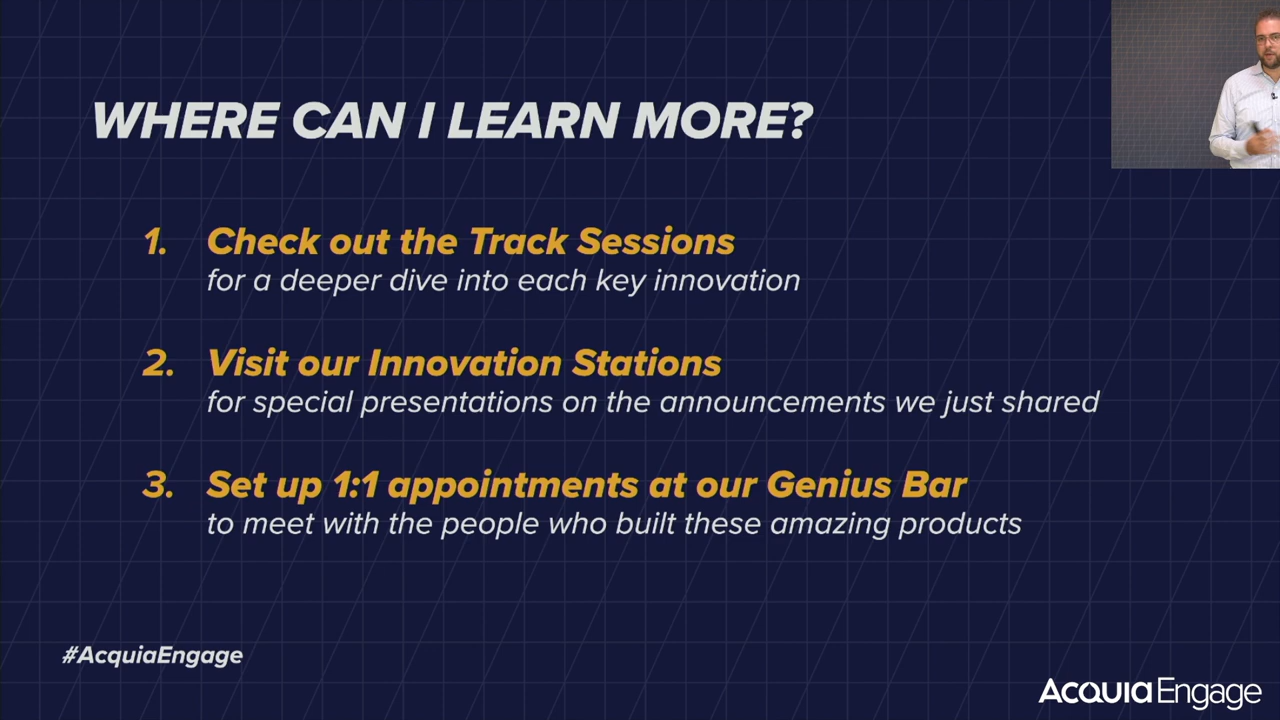 WHERE CAN I LEARN MORE?
1. Check out the Track Sessions
for a deeper dive into each key innovation
2. Visit our Innovation Stations
for special presentations on the announcements we just shared
3. Set up 1:1 appointments at our Genius Bar
to meet with the people who built these amazing products
#AcquiaEngage
Acquia Engage